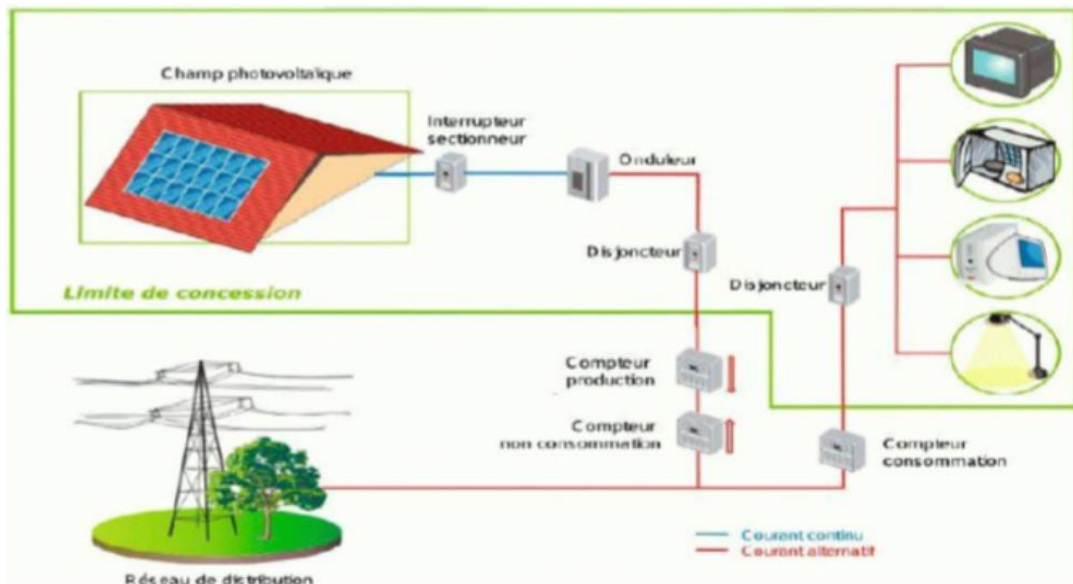 Champ photovoltaïque
Interrupteur
sectionneur
Onduleur
Disjoncteur
Disjoncteur
Limite de concession
Compteur
production
Compteur
non consommation
Compteur
consommation
Courant continu
Courant alternatif
Réseau de distribution